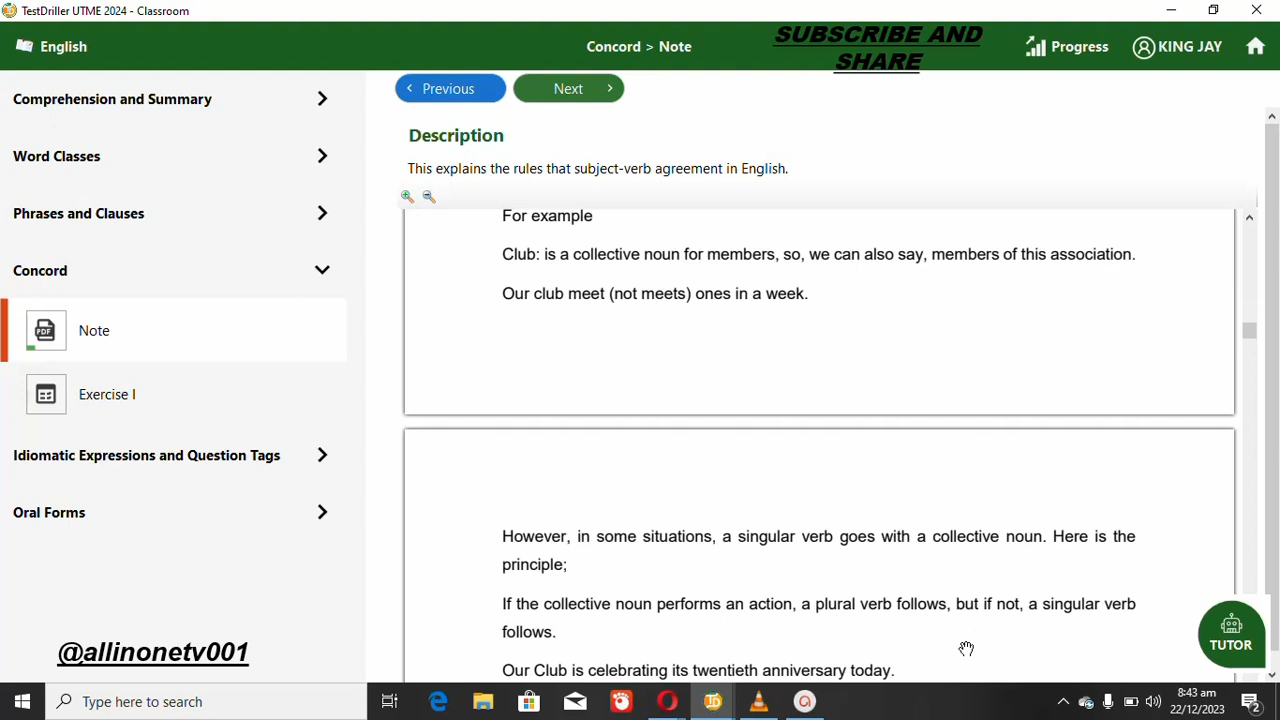 TestDriller UTME 2024 - Classroom
English
Concord > Note
SUBSCRIBE AND
SHARE
Progress
KING JAY
Comprehension and Summary
Word Classes
Phrases and Clauses
Concord
PDF
Note
Exercise I
Idiomatic Expressions and Question Tags
Oral Forms
@allinonetv001
Previous
Next
Description
This explains the rules that subject-verb agreement in English.
For example
Club: is a collective noun for members, so, we can also say, members of this association.
Our club meet (not meets) ones in a week.
However, in some situations, a singular verb goes with a collective noun. Here is the
principle;
If the collective noun performs an action, a plural verb follows, but if not, a singular verb
follows.
Our Club is celebrating its twentieth anniversary today.
TUTOR
Type here to search
8:43 am
22/12/2023
2